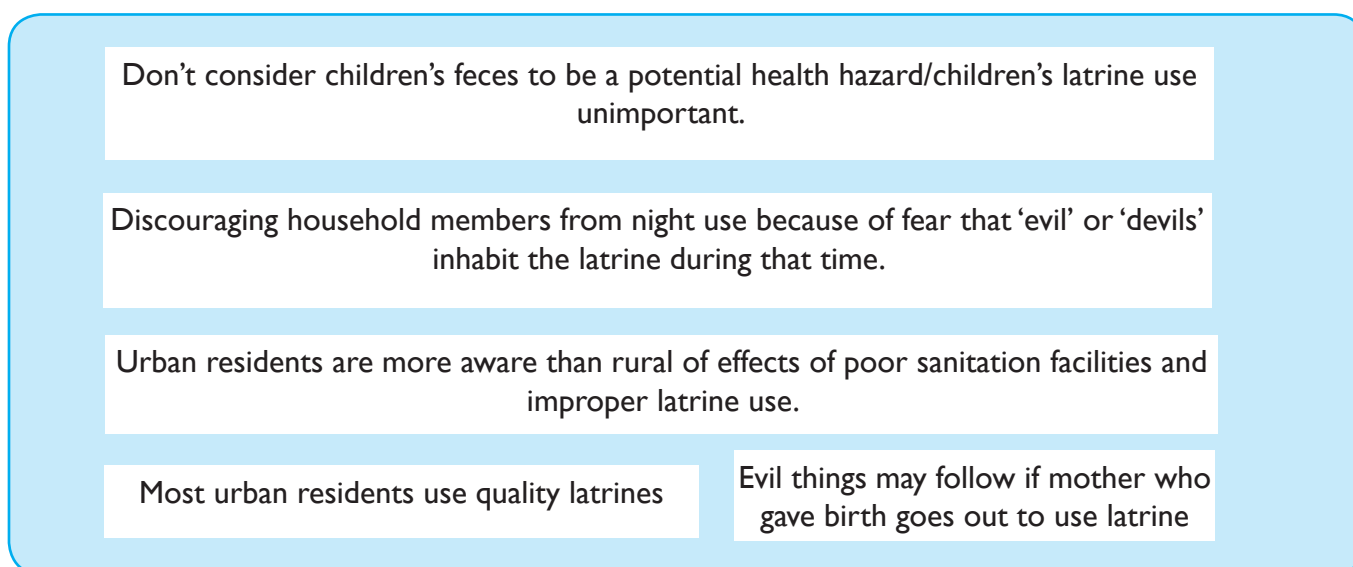 Don’t consider children’s feces to be a potential health hazard/children’s latrine use
unimportant.
Discouraging household members from night use because of fear that ‘evil’ or ‘devils’
inhabit the latrine during that time.
Urban residents are more aware than rural of effects of poor sanitation facilities and
improper latrine use.
Most urban residents use quality latrines
Evil things may follow if mother who
gave birth goes out to use latrine